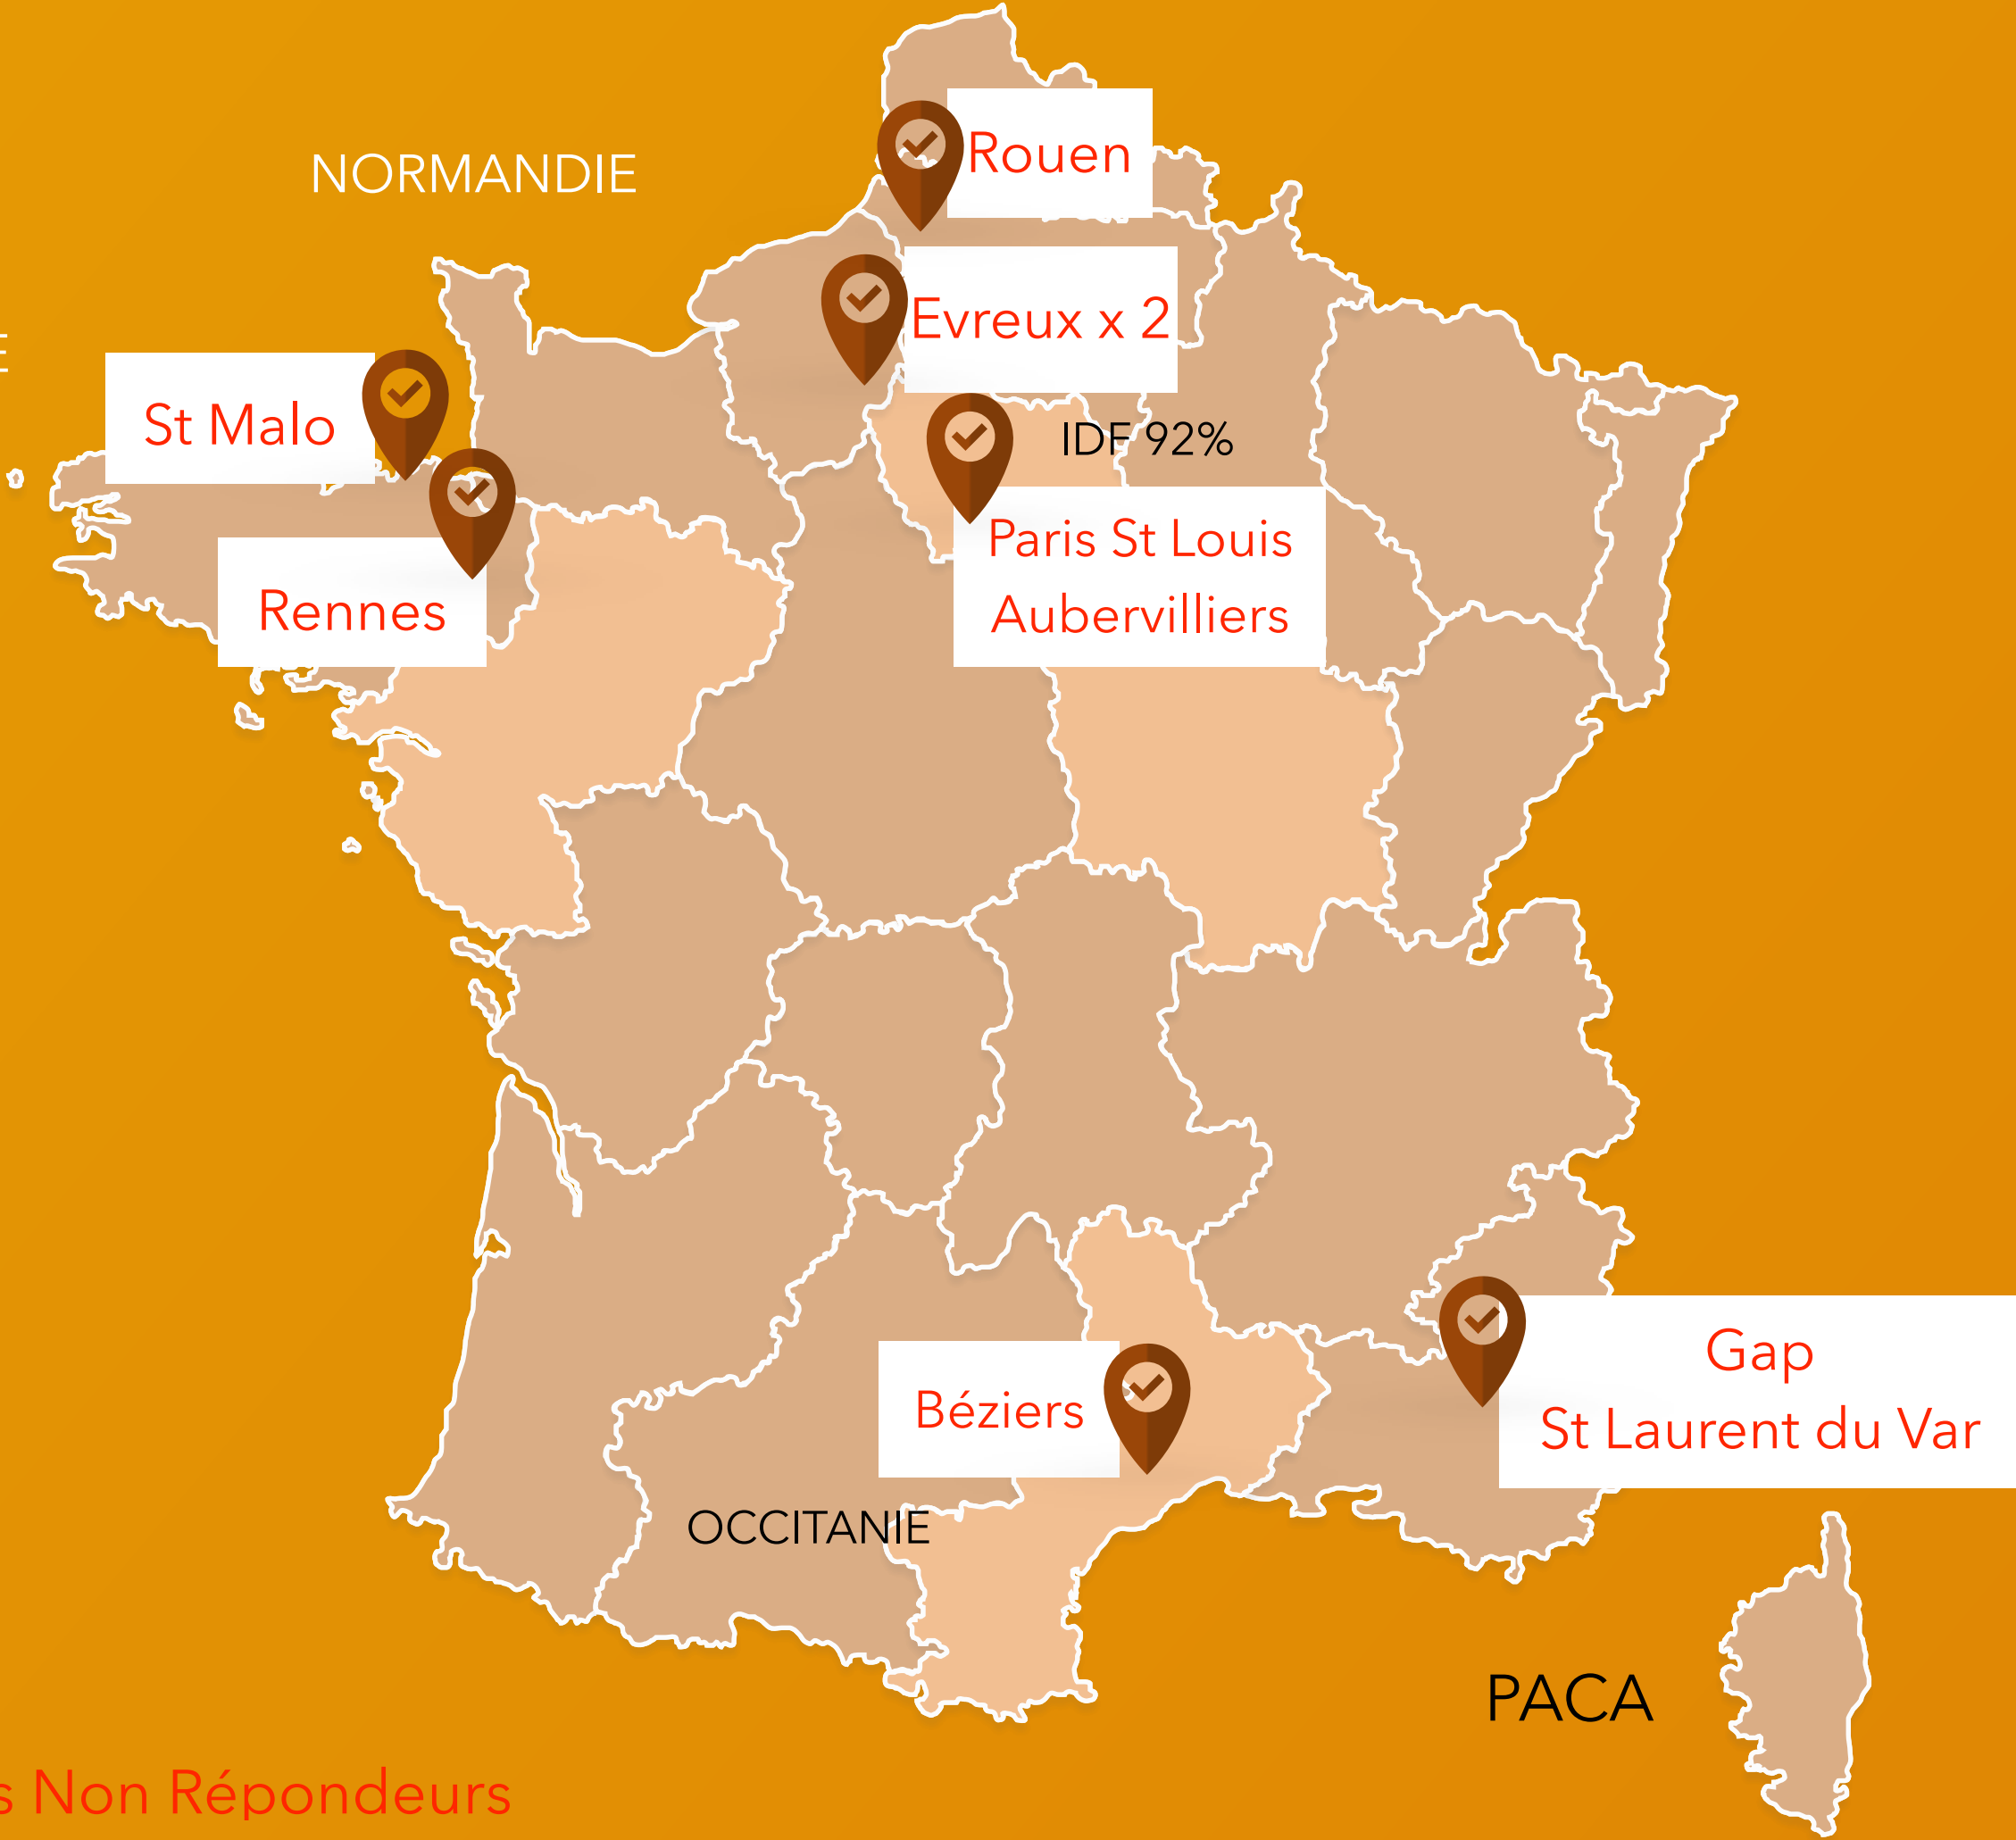 Rouen
NORMANDIE
Evreux x 2
St Malo
IDF 92%
Paris St Louis
Aubervilliers
Rennes
Gap
St Laurent du Var
Béziers
OCCITANIE
PACA
Non Répondeurs